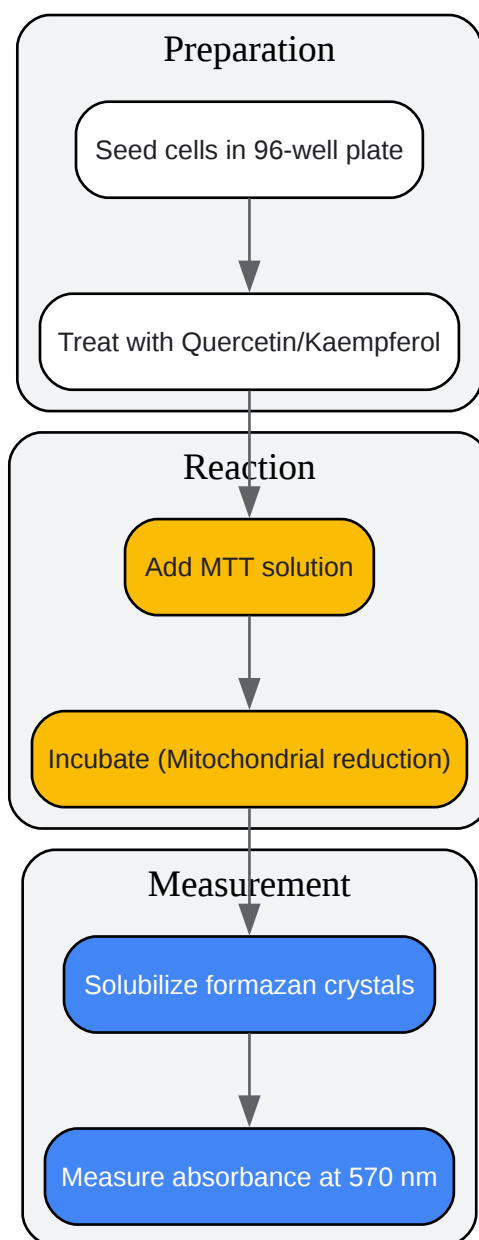 Preparation
Seed cells in 96-well plate
Treat with Quercetin/Kaempferol
Reaction
Add MTT solution
Incubate (Mitochondrial reduction)
Measurement
Solubilize formazan crystals
Measure absorbance at 570 nm